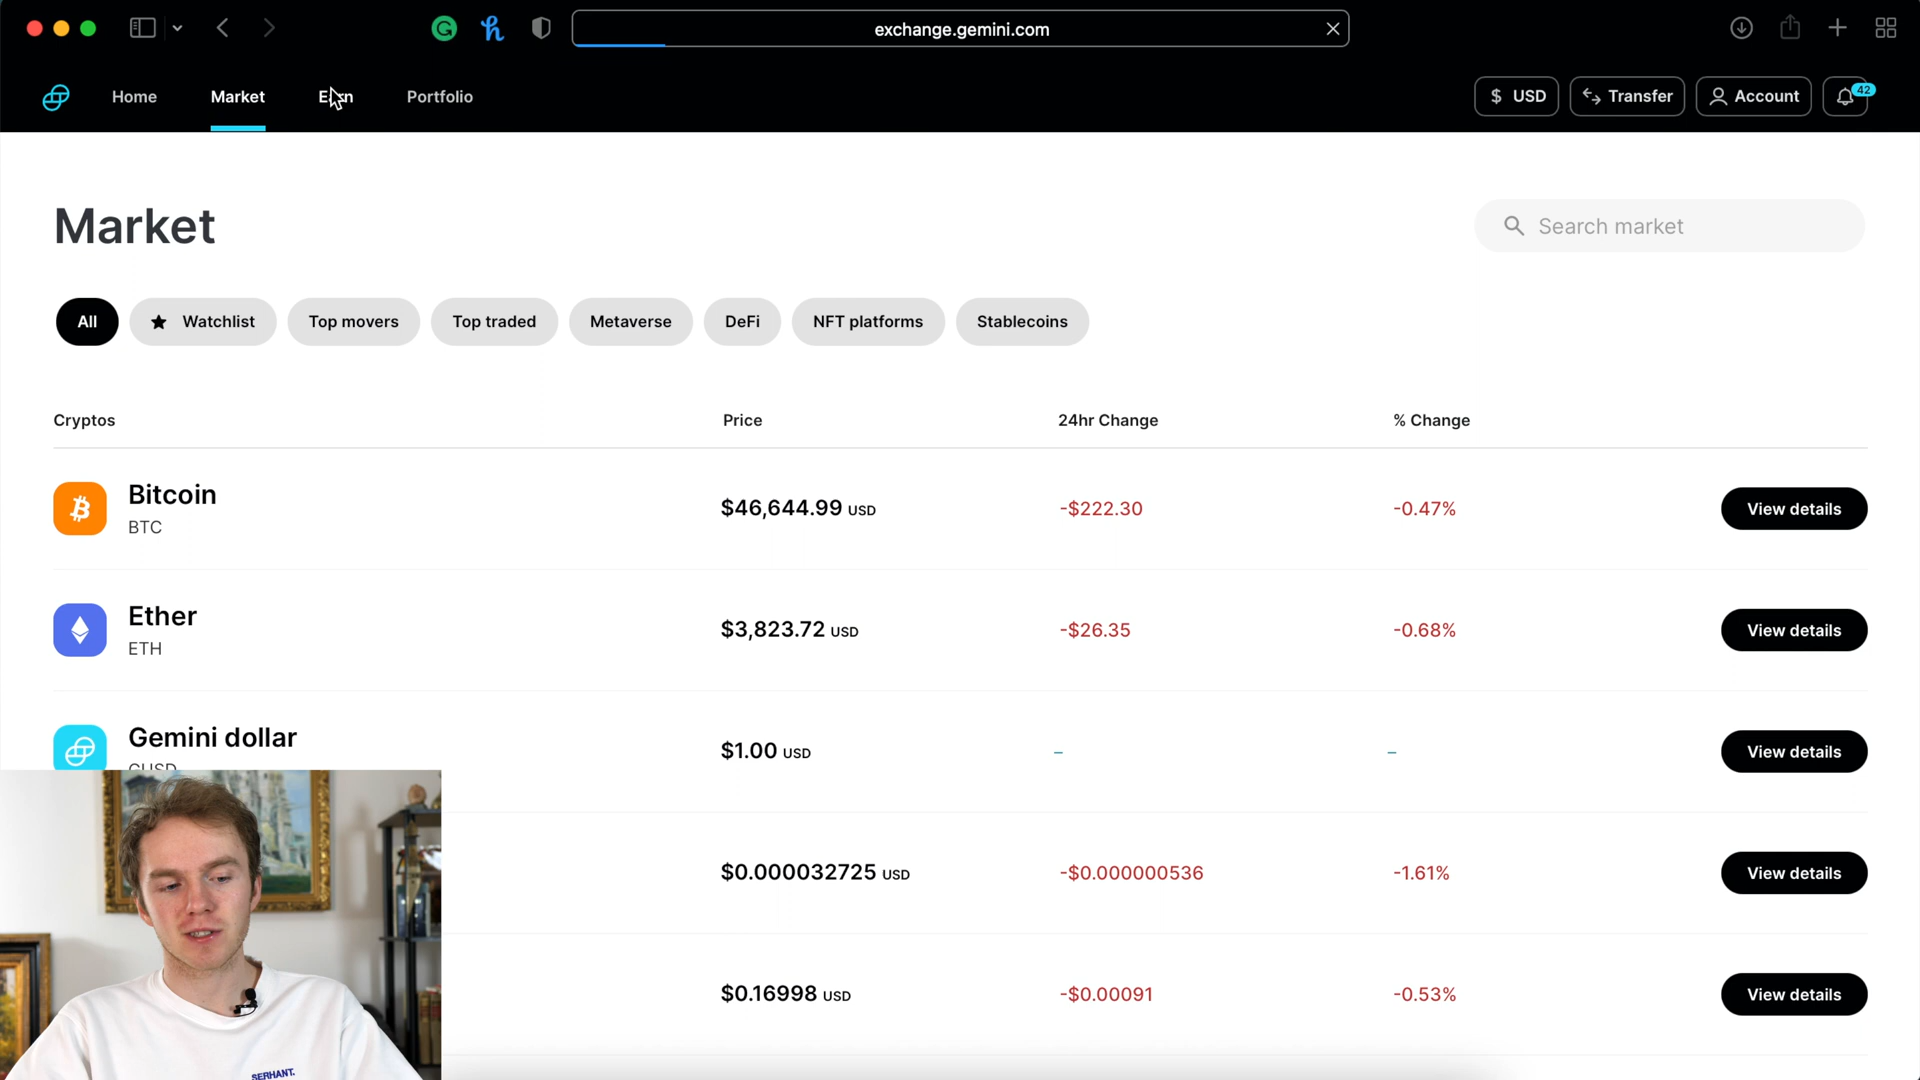 exchange.gemini.com
Home Market Earn Portfolio
$ USD Transfer Account 42
Market
Search market
All Watchlist Top movers Top traded Metaverse DeFi NFT platforms Stablecoins
Cryptos Price 24hr Change % Change
Bitcoin
BTC
$46,644.99 USD -$222.30 -0.47% View details
Ether
ETH
$3,823.72 USD -$26.35 -0.68% View details
Gemini dollar
GUSD
$1.00 USD – – View details
$0.000032725 USD -$0.000000536 -1.61% View details
$0.16998 USD -$0.00091 -0.53% View details
SERHANT.